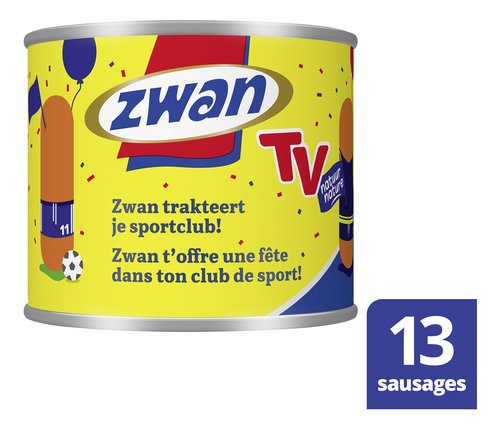 zwan
TV
natuur
nature
Zwan trakteert
je sportclub!
Zwan t'offre une fête
dans ton club de sport!
11
13
sausages